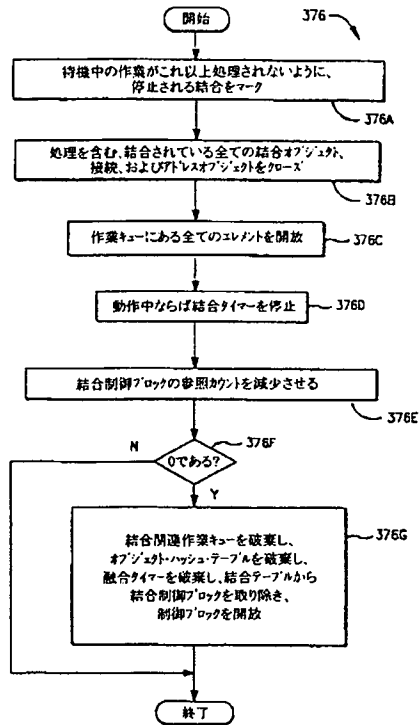 開始
376
待機中の作業がこれ以上処理されないように、
停止される結合をマーク
376A
処理を含む、結合されている全ての結合オブジェクト、
接続、およびアドレスオブジェクトをクローズ
376B
作業キューにある全てのエレメントを開放
376C
動作中ならば結合タイマーを停止
376D
結合制御ブロックの参照カウントを減少させる
376E
376F
N
0である?
Y
376G
結合関連作業キューを破棄し、
オブジェクト・ハッシュ・テーブルを破棄し、
融合タイマーを破棄し、結合テーブルから
結合制御ブロックを取り除き、
制御ブロックを開放
終了